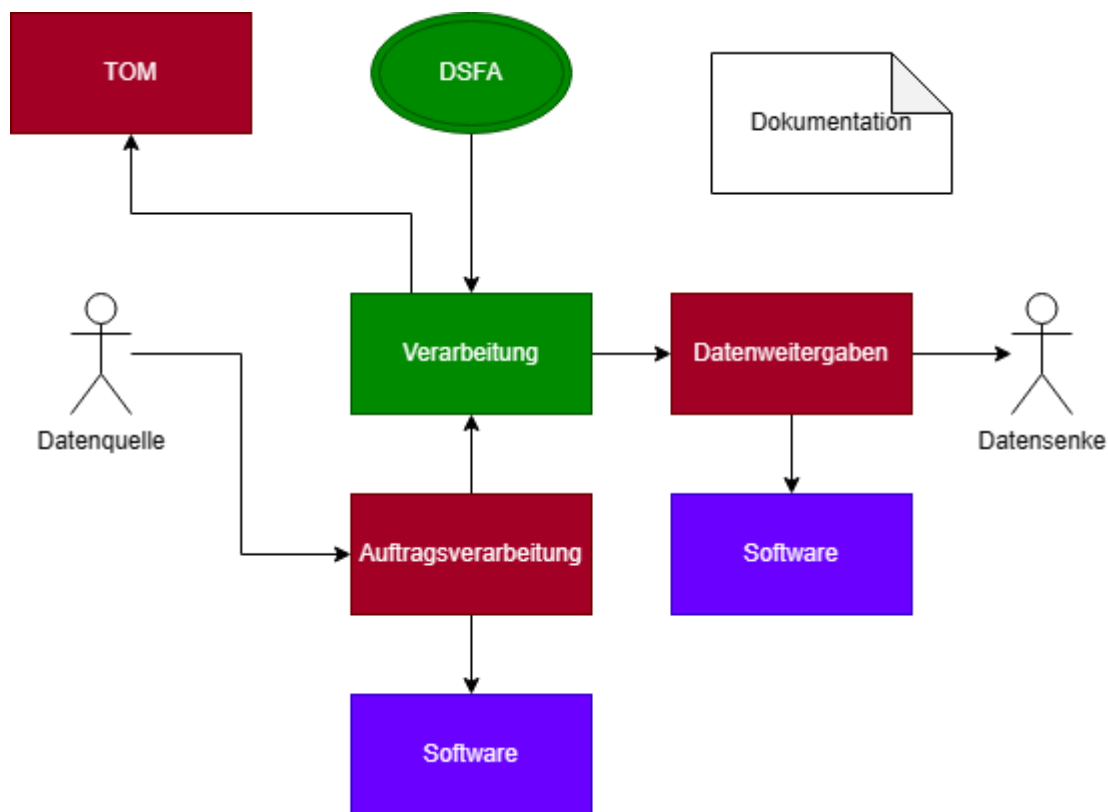 TOM
DSFA
Dokumentation
Verarbeitung
Datenweitergaben
Datenquelle
Datensenke
Auftragsverarbeitung
Software
Software